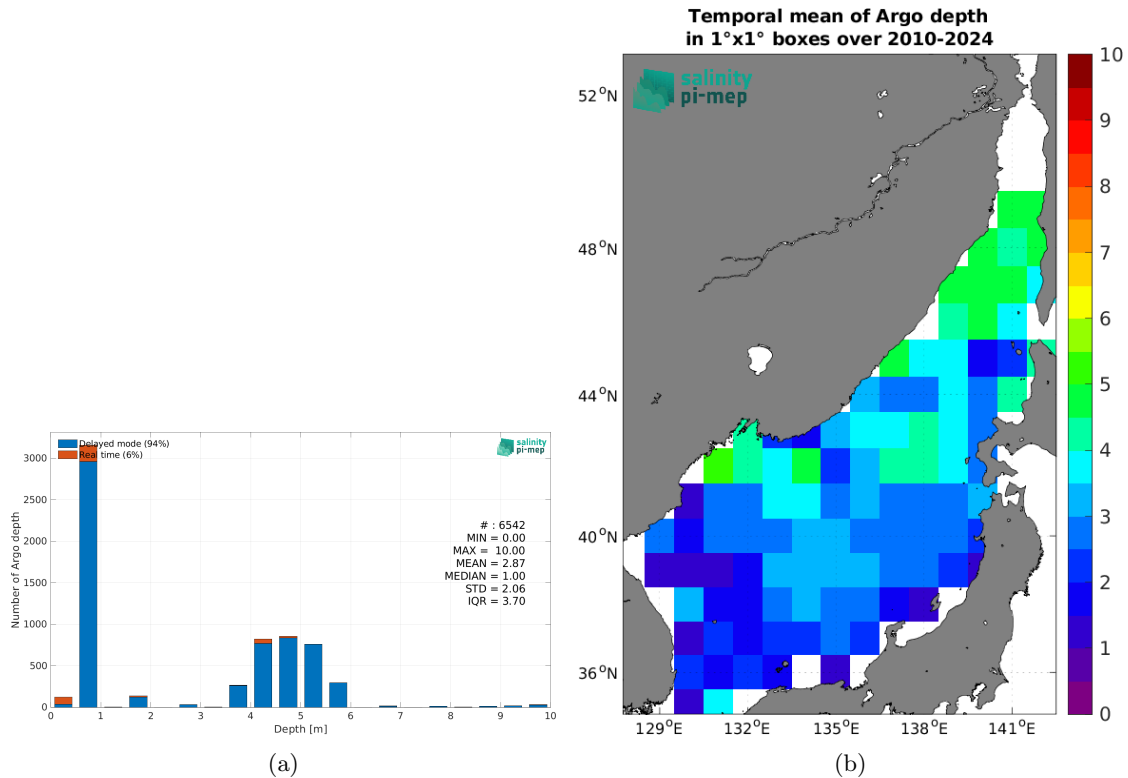 Delayed mode (94%)
Real time (6%)
salinity
pi-mep
# : 6542
MIN = 0.00
MAX = 10.00
MEAN = 2.87
MEDIAN = 1.00
STD = 2.06
IQR = 3.70
Number of Argo depth
3000
2500
2000
1500
1000
500
0
0 1 2 3 4 5 6 7 8 9 10
Depth [m]
(a)
Temporal mean of Argo depth
in 1°x1° boxes over 2010-2024
salinity
pi-mep
52°N
48°N
44°N
40°N
36°N
129°E 132°E 135°E 138°E 141°E
10
9
8
7
6
5
4
3
2
1
0
(b)